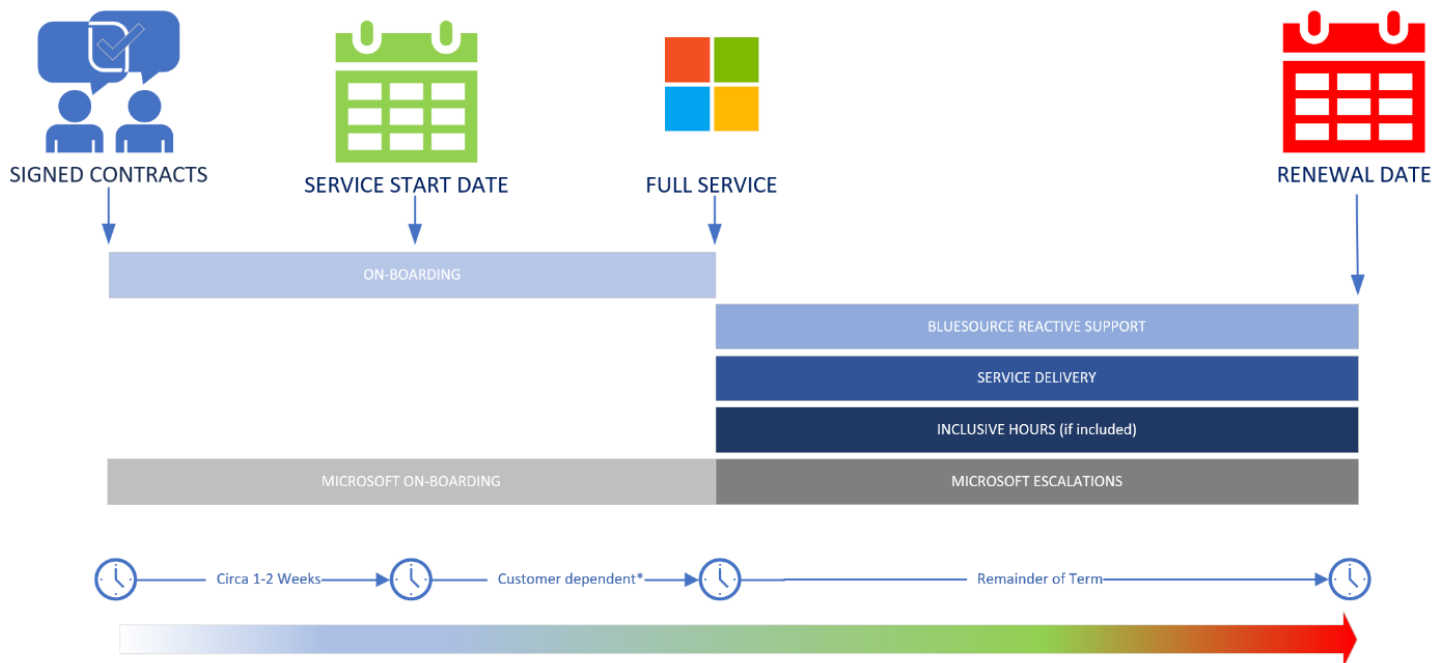 SIGNED CONTRACTS
SERVICE START DATE
FULL SERVICE
RENEWAL DATE
ON-BOARDING
BLUESOURCE REACTIVE SUPPORT
SERVICE DELIVERY
INCLUSIVE HOURS (if included)
MICROSOFT ON-BOARDING
MICROSOFT ESCALATIONS
Circa 1-2 Weeks
Customer dependent*
Remainder of Term